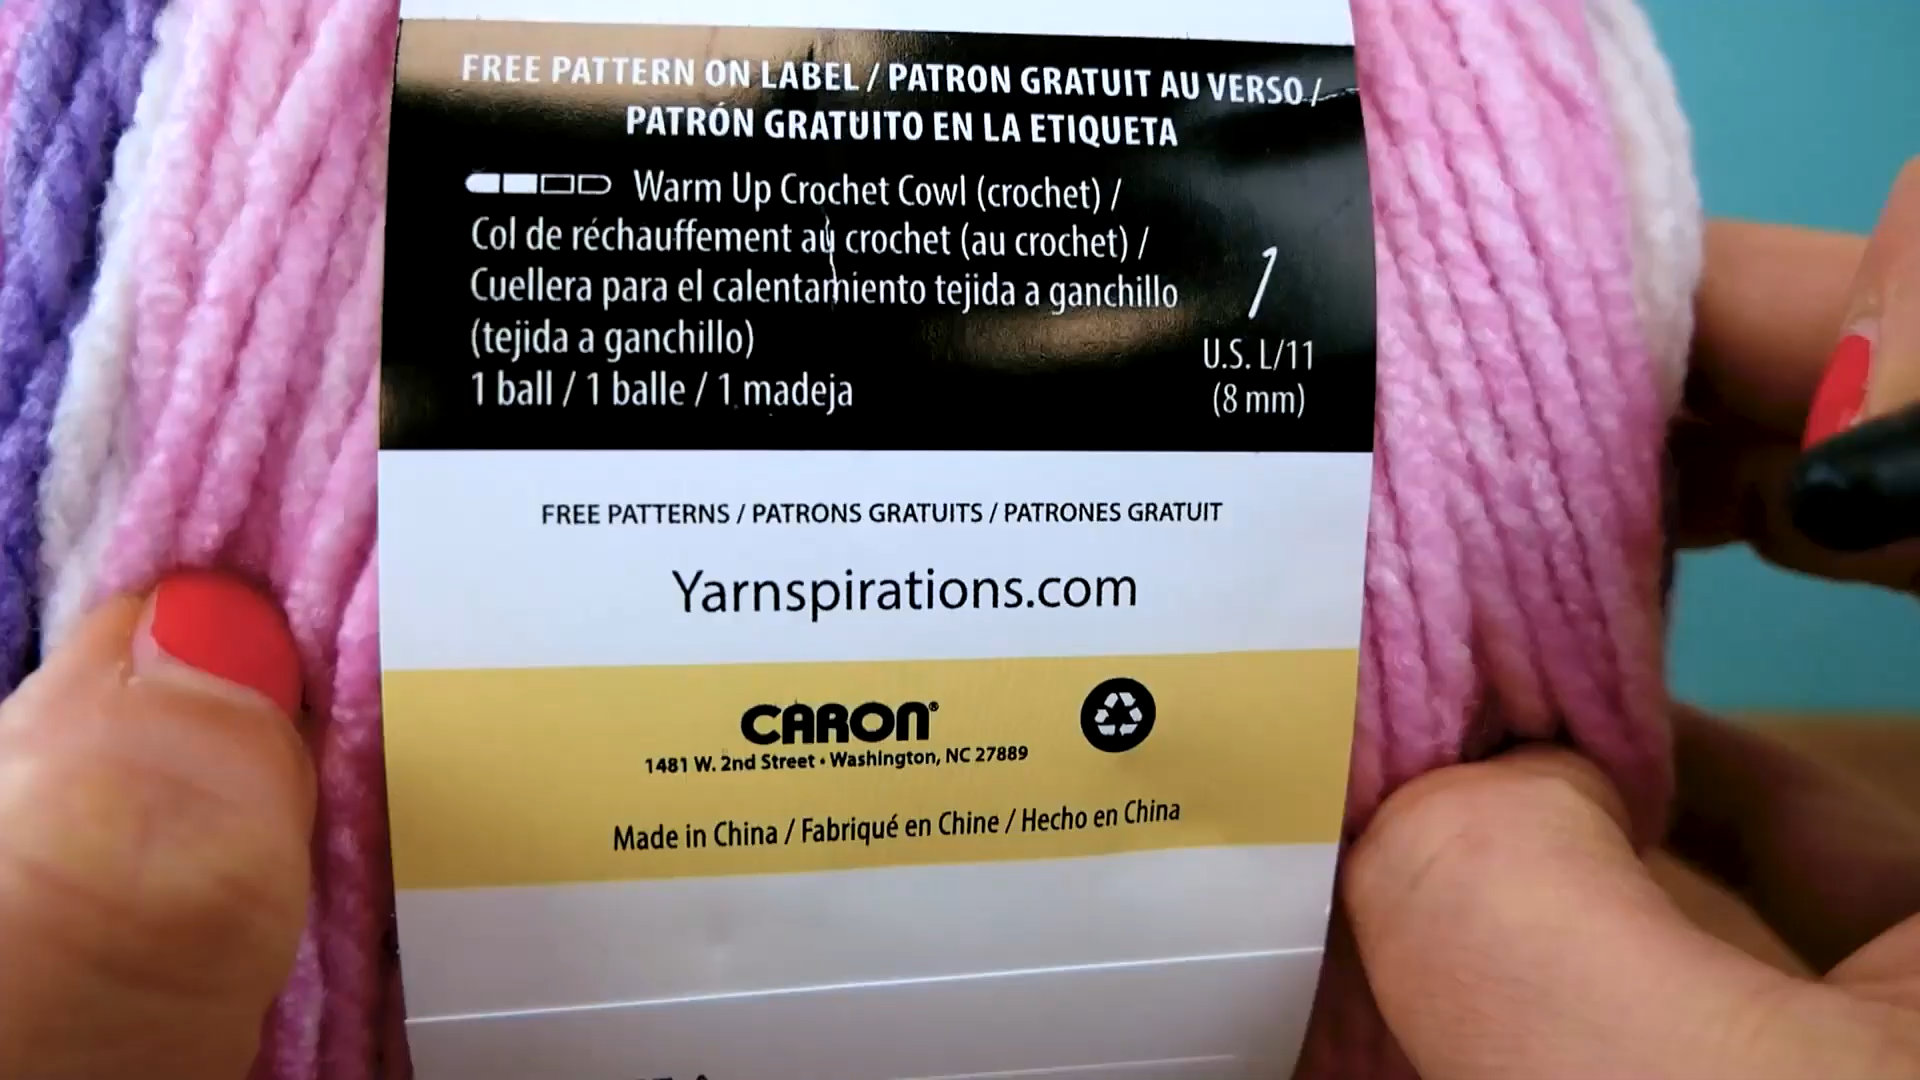 FREE PATTERN ON LABEL / PATRON GRATUIT AU VERSO /
PATRÓN GRATUITO EN LA ETIQUETA
Warm Up Crochet Cowl (crochet) /
Col de réchauffement au crochet (au crochet) /
Cuellera para el calentamiento tejida a ganchillo
(tejida a ganchillo)
1 ball / 1 balle / 1 madeja
U.S. L/11
(8 mm)
FREE PATTERNS / PATRONS GRATUITS / PATRONES GRATUIT
Yarnspirations.com
CARON®
1481 W. 2nd Street • Washington, NC 27889
Made in China / Fabriqué en Chine / Hecho en China